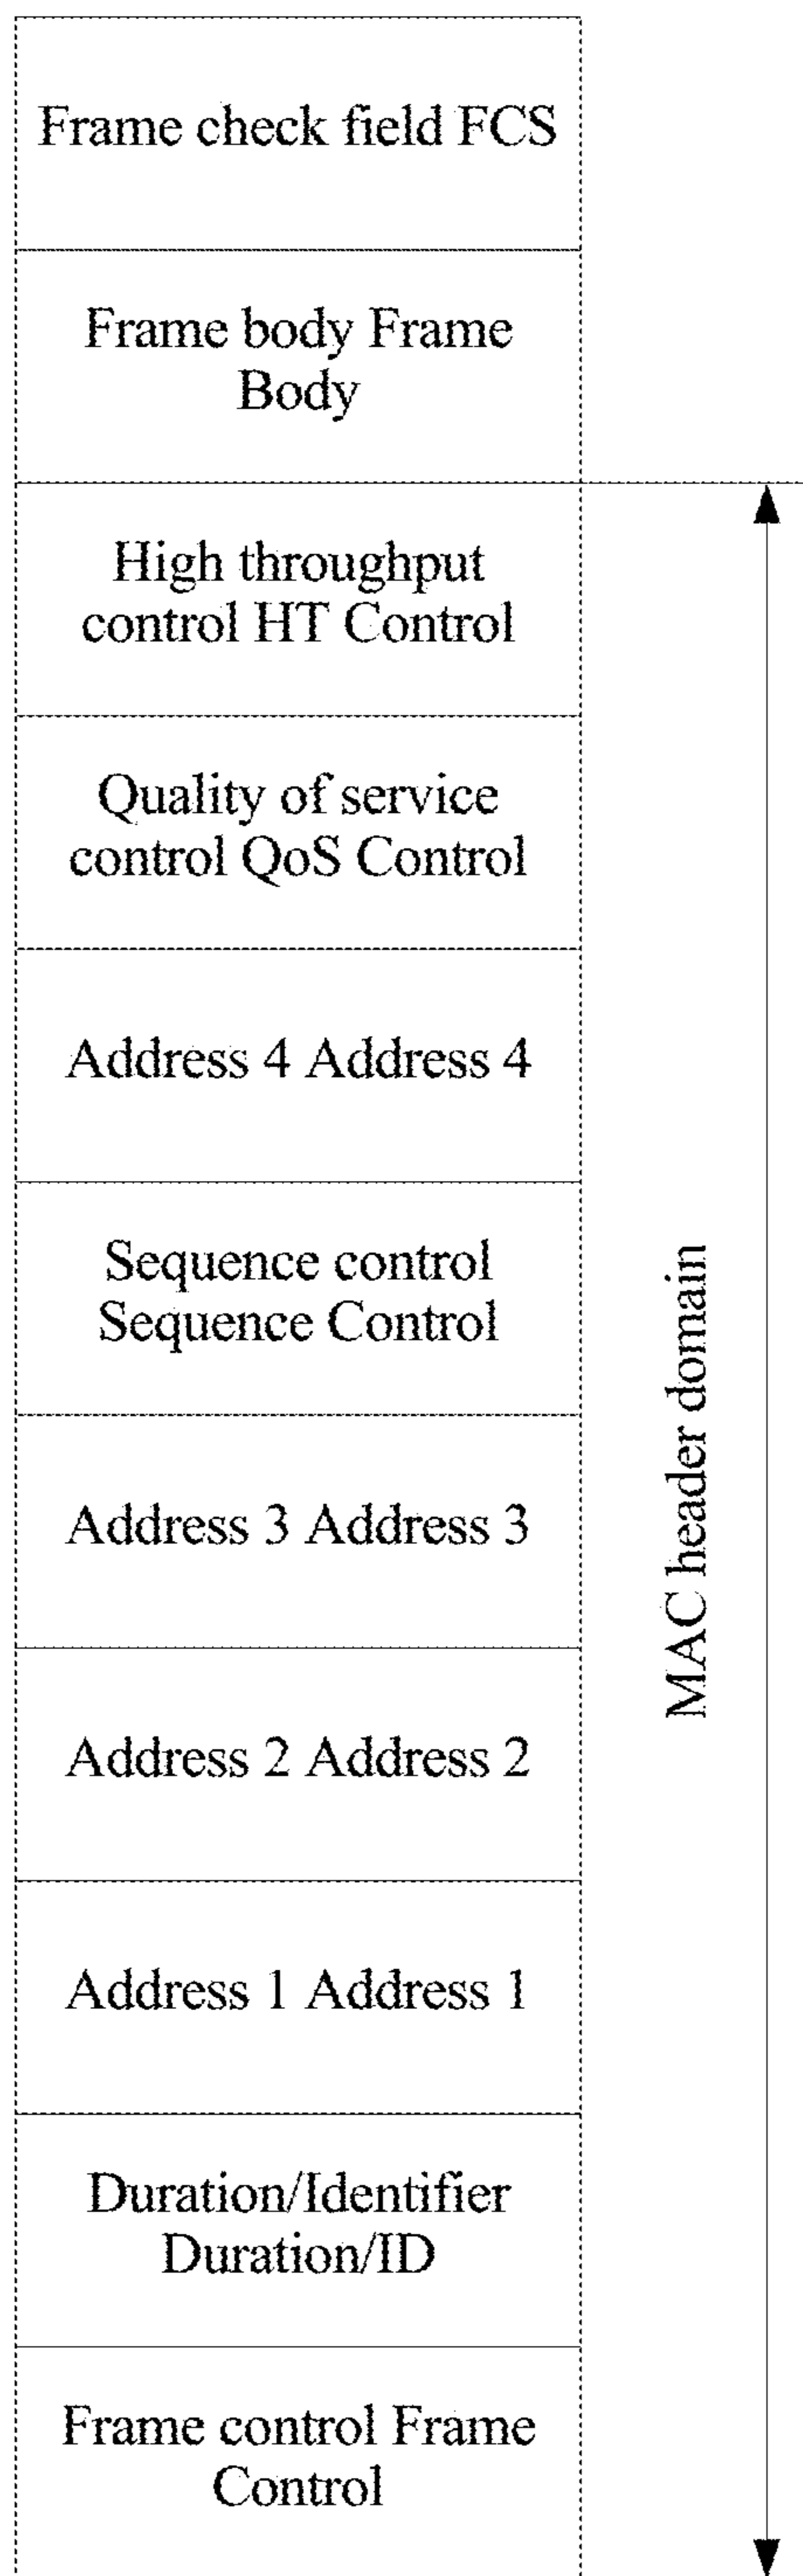 Frame check field FCS
Frame body Frame
Body
High throughput
control HT Control
Quality of service
control QoS Control
Address 4 Address 4
Sequence control
Sequence Control
Address 3 Address 3
Address 2 Address 2
Address 1 Address 1
Duration/Identifier
Duration/ID
Frame control Frame
Control
MAC header domain